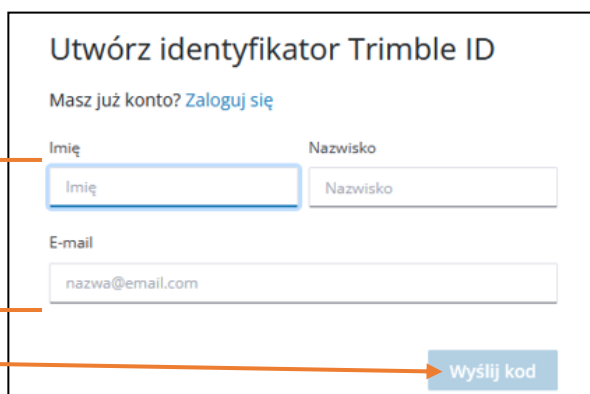 Utwórz identyfikator Trimble ID
Masz już konto? Zaloguj się
Imię Nazwisko
Imię Nazwisko
E-mail
nazwa@email.com
Wyślij kod